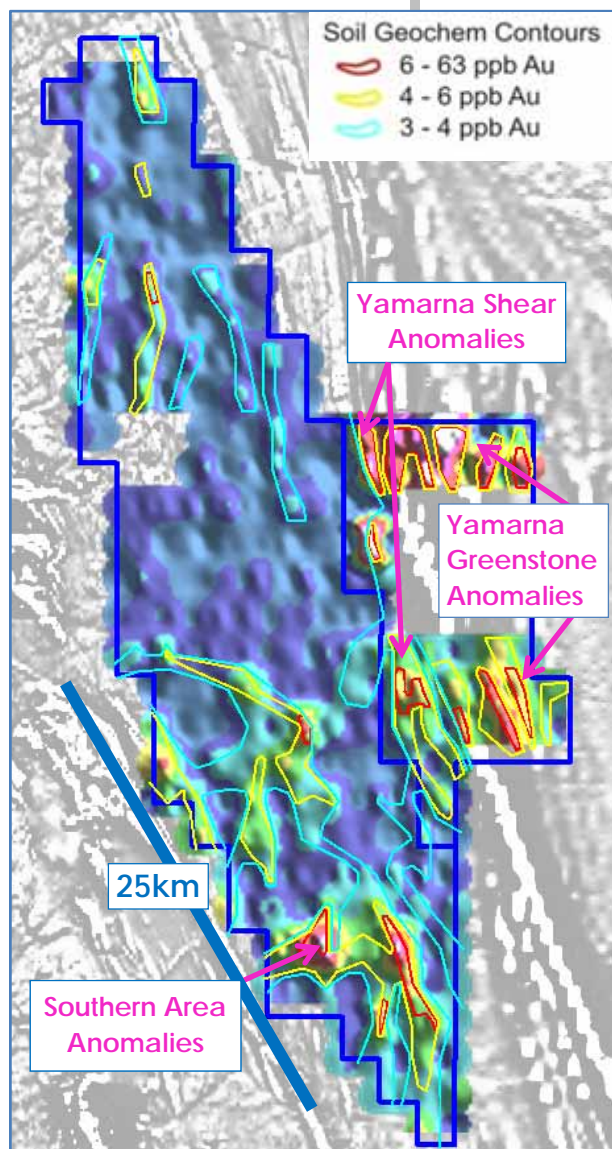 Soil Geochem Contours
6 - 63 ppb Au
4 - 6 ppb Au
3 - 4 ppb Au
Yamarna Shear
Anomalies
Yamarna
Greenstone
Anomalies
25km
Southern Area
Anomalies